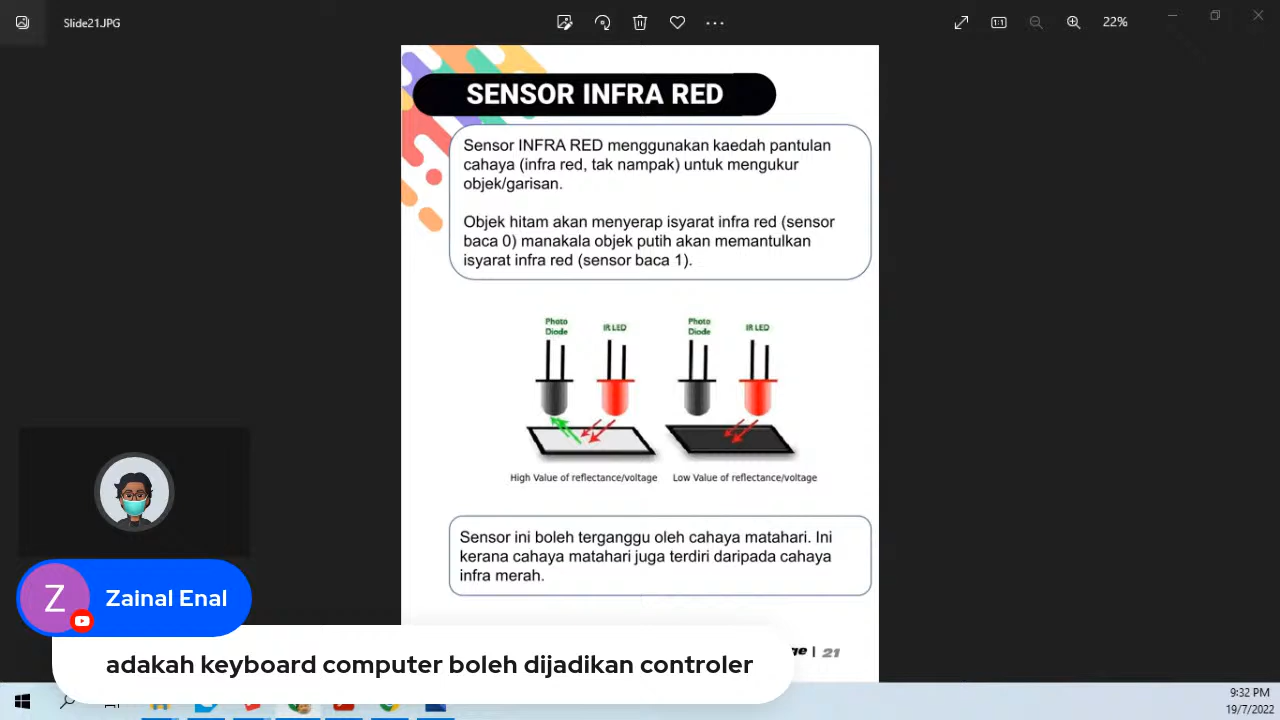 Slide21.JPG
22%
SENSOR INFRA RED
Sensor INFRA RED menggunakan kaedah pantulan
cahaya (infra red, tak nampak) untuk mengukur
objek/garisan.
Objek hitam akan menyerap isyarat infra red (sensor
baca 0) manakala objek putih akan memantulkan
isyarat infra red (sensor baca 1).
Photo
Diode
IR LED
Photo
Diode
IR LED
High Value of reflectance/voltage
Low Value of reflectance/voltage
Sensor ini boleh terganggu oleh cahaya matahari. Ini
kerana cahaya matahari juga terdiri daripada cahaya
infra merah.
21
Z
Zainal Enal
adakah keyboard computer boleh dijadikan controler
9:32 PM
19/7/2022